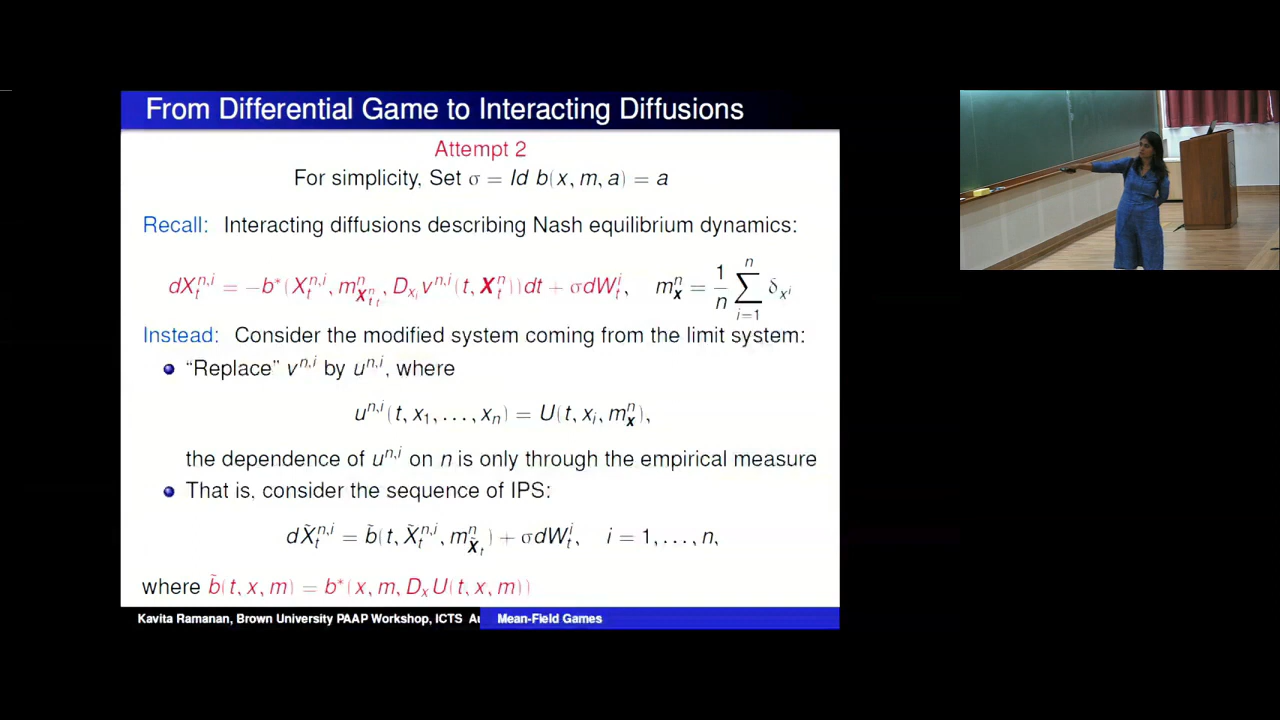 From Differential Game to Interacting Diffusions
Attempt 2
For simplicity, Set σ = Id b(x, m, a) = a
Recall: Interacting diffusions describing Nash equilibrium dynamics:
dX_t^{n,i} = −b*(X_t^{n,i}, m^n_{X^n_t t}, D_{x_i} v^{n,i}(t, X_t^n))dt + σdW_t^i, m_x^n = 1/n ∑_{i=1}^n δ_{x^i}
Instead: Consider the modified system coming from the limit system:
“Replace” v^{n,i} by u^{n,i}, where
u^{n,i}(t, x_1, . . . , x_n) = U(t, x_i, m_x^n),
the dependence of u^{n,i} on n is only through the empirical measure
That is, consider the sequence of IPS:
dX̃_t^{n,i} = b̃(t, X̃_t^{n,i}, m^n_{X̃_t}) + σdW_t^i, i = 1, . . . , n,
where b̃(t, x, m) = b*(x, m, D_x U(t, x, m))
Kavita Ramanan, Brown University PAAP Workshop, ICTS Au Mean-Field Games